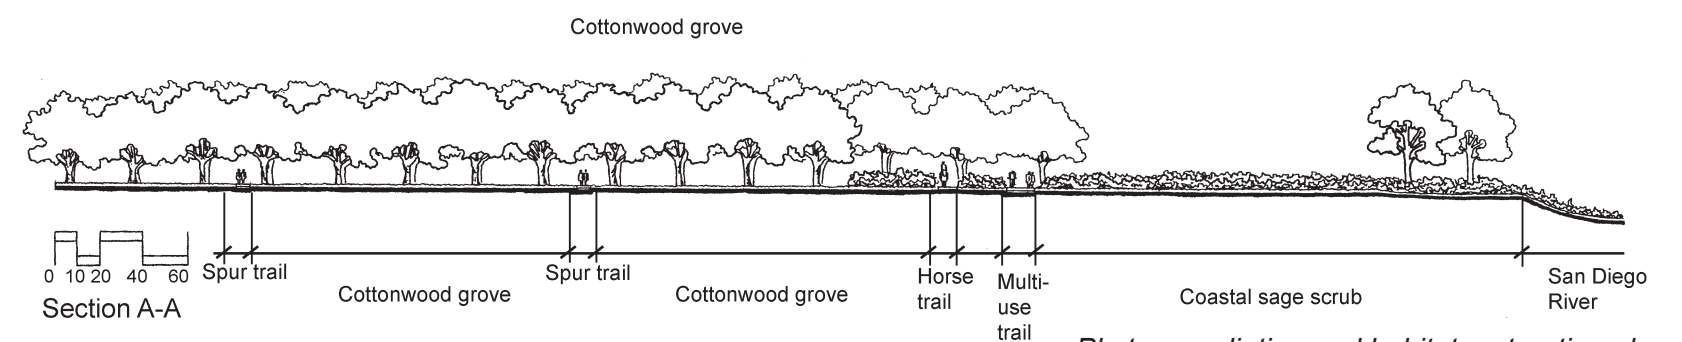 Cottonwood grove
0 10 20 40 60
Section A-A
Spur trail
Cottonwood grove
Spur trail
Cottonwood grove
Horse
trail
Multi-
use
trail
Coastal sage scrub
San Diego
River